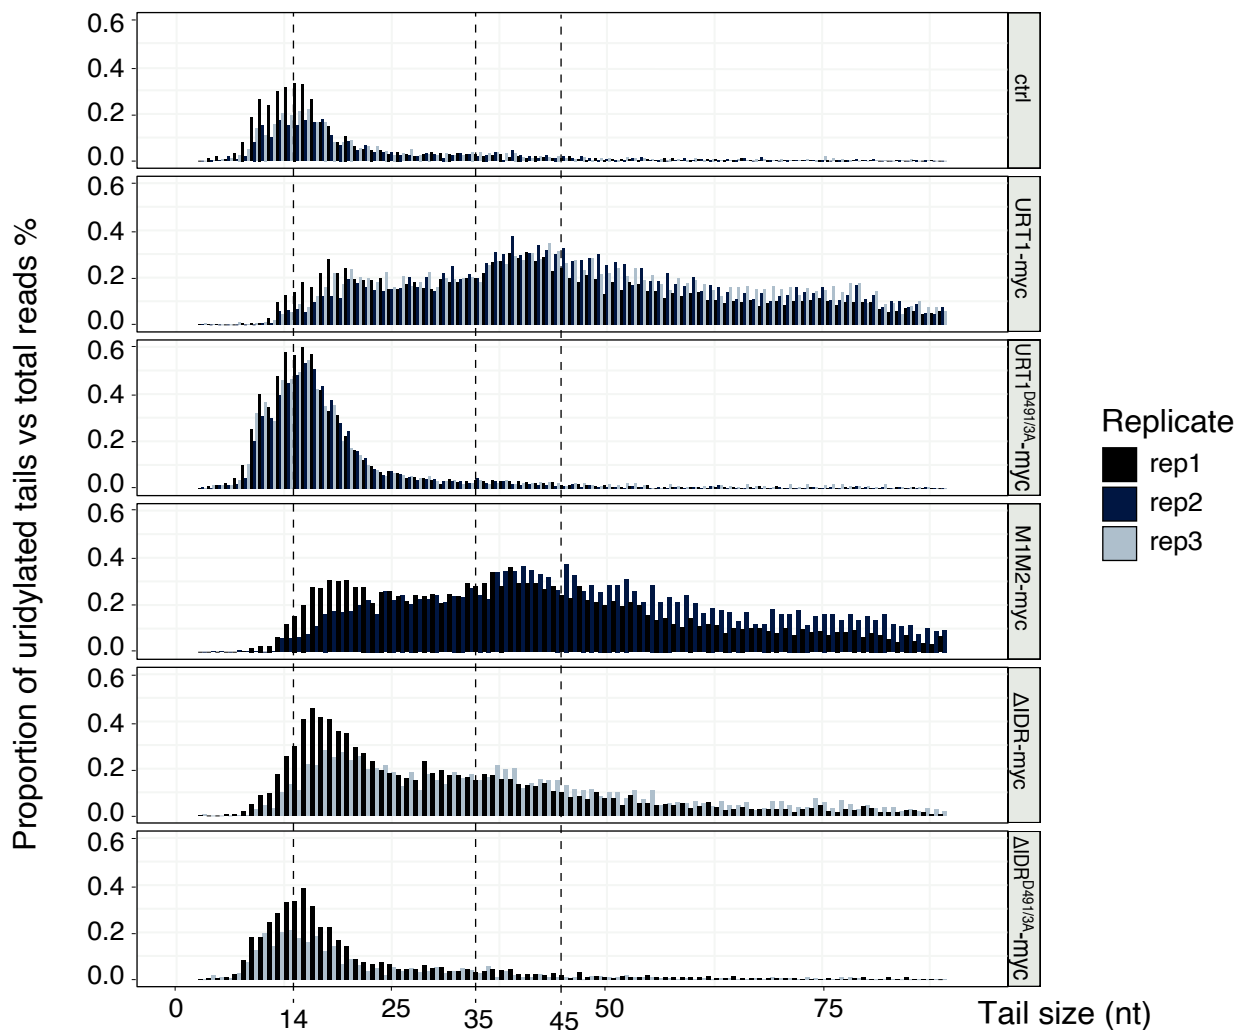 Proportion of uridylated tails vs total reads %
0.6
0.4
0.2
0.0
ctrl
0.6
0.4
0.2
0.0
URT1-myc
0.6
0.4
0.2
0.0
URT1D491/3A-myc
0.6
0.4
0.2
0.0
M1M2-myc
0.6
0.4
0.2
0.0
ΔIDR-myc
0.6
0.4
0.2
0.0
ΔIDRD491/3A-myc
0 14 25 35 45 50 75 Tail size (nt)
Replicate
rep1
rep2
rep3